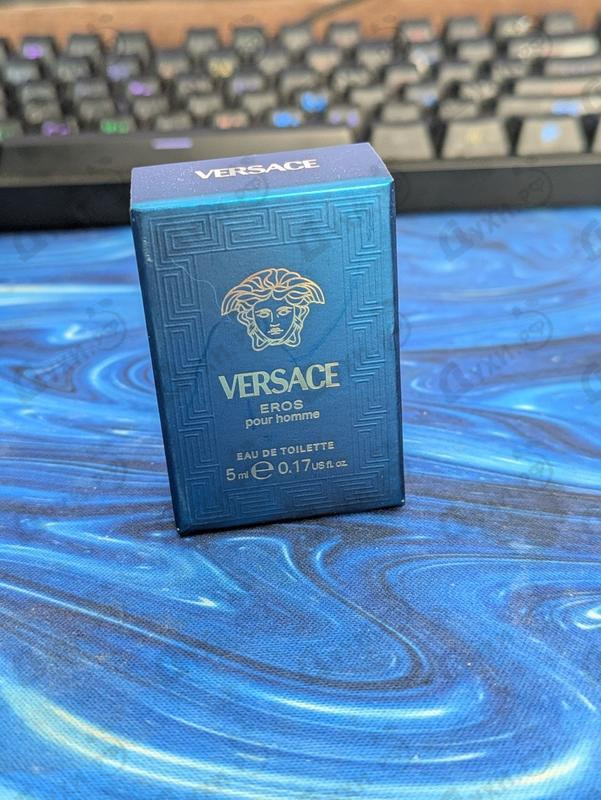 VERSACE
VERSACE
EROS
pour homme
EAU DE TOILETTE
5 ml ℮ 0.17 US fl. oz.